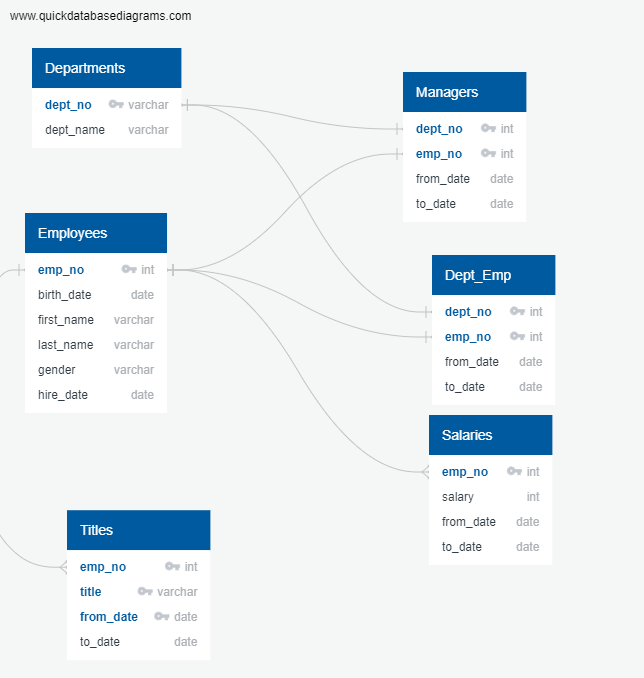 www.quickdatabasediagrams.com
Departments
dept_no varchar
dept_name varchar
Managers
dept_no int
emp_no int
from_date date
to_date date
Employees
emp_no int
birth_date date
first_name varchar
last_name varchar
gender varchar
hire_date date
Dept_Emp
dept_no int
emp_no int
from_date date
to_date date
Salaries
emp_no int
salary int
from_date date
to_date date
Titles
emp_no int
title varchar
from_date date
to_date date